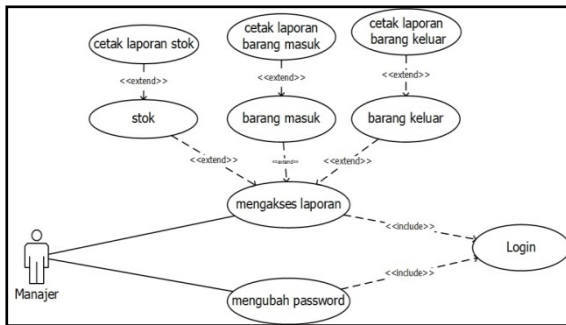 cetak laporan stok
cetak laporan
barang masuk
cetak laporan
barang keluar
<<extend>>
<<extend>>
<<extend>>
stok
barang masuk
barang keluar
<<extend>>
<<extend>>
<<extend>>
mengakses laporan
<<include>>
Login
Manajer
<<include>>
mengubah password